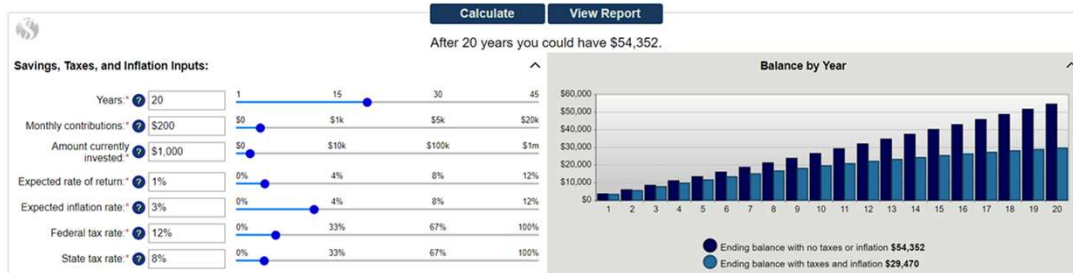 Calculate
View Report
After 20 years you could have $54,352.
Savings, Taxes, and Inflation Inputs:
Years:* ? 20
1 15 30 45
Monthly contributions:* ? $200
$0 $1k $5k $20k
Amount currently
invested:* ? $1,000
$0 $10k $100k $1m
Expected rate of return:* ? 1%
0% 4% 8% 12%
Expected inflation rate:* ? 3%
0% 4% 8% 12%
Federal tax rate:* ? 12%
0% 33% 67% 100%
State tax rate:* ? 8%
0% 33% 67% 100%
Balance by Year
$60,000
$50,000
$40,000
$30,000
$20,000
$10,000
$0
1 2 3 4 5 6 7 8 9 10 11 12 13 14 15 16 17 18 19 20
Ending balance with no taxes or inflation $54,352
Ending balance with taxes and inflation $29,470